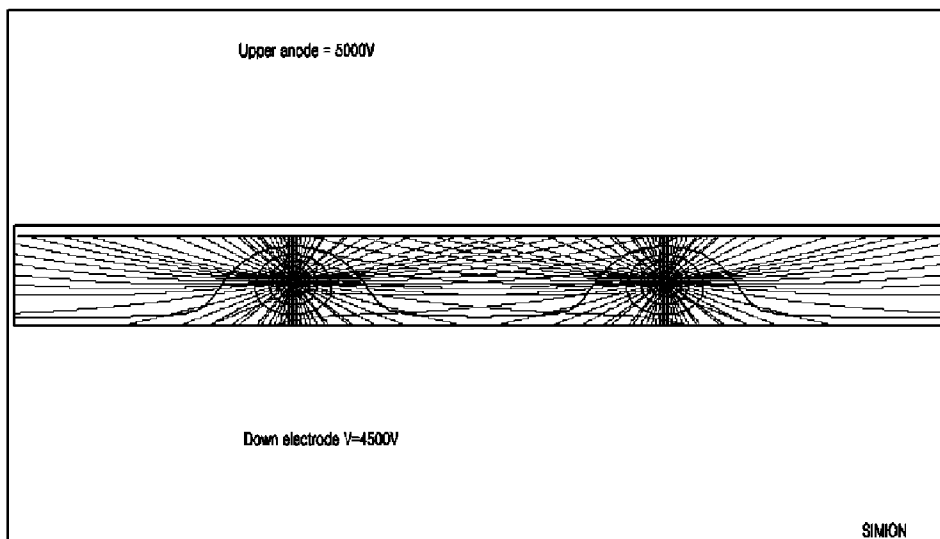 Upper anode = 5000V
Down electrode V=4500V
SIMION